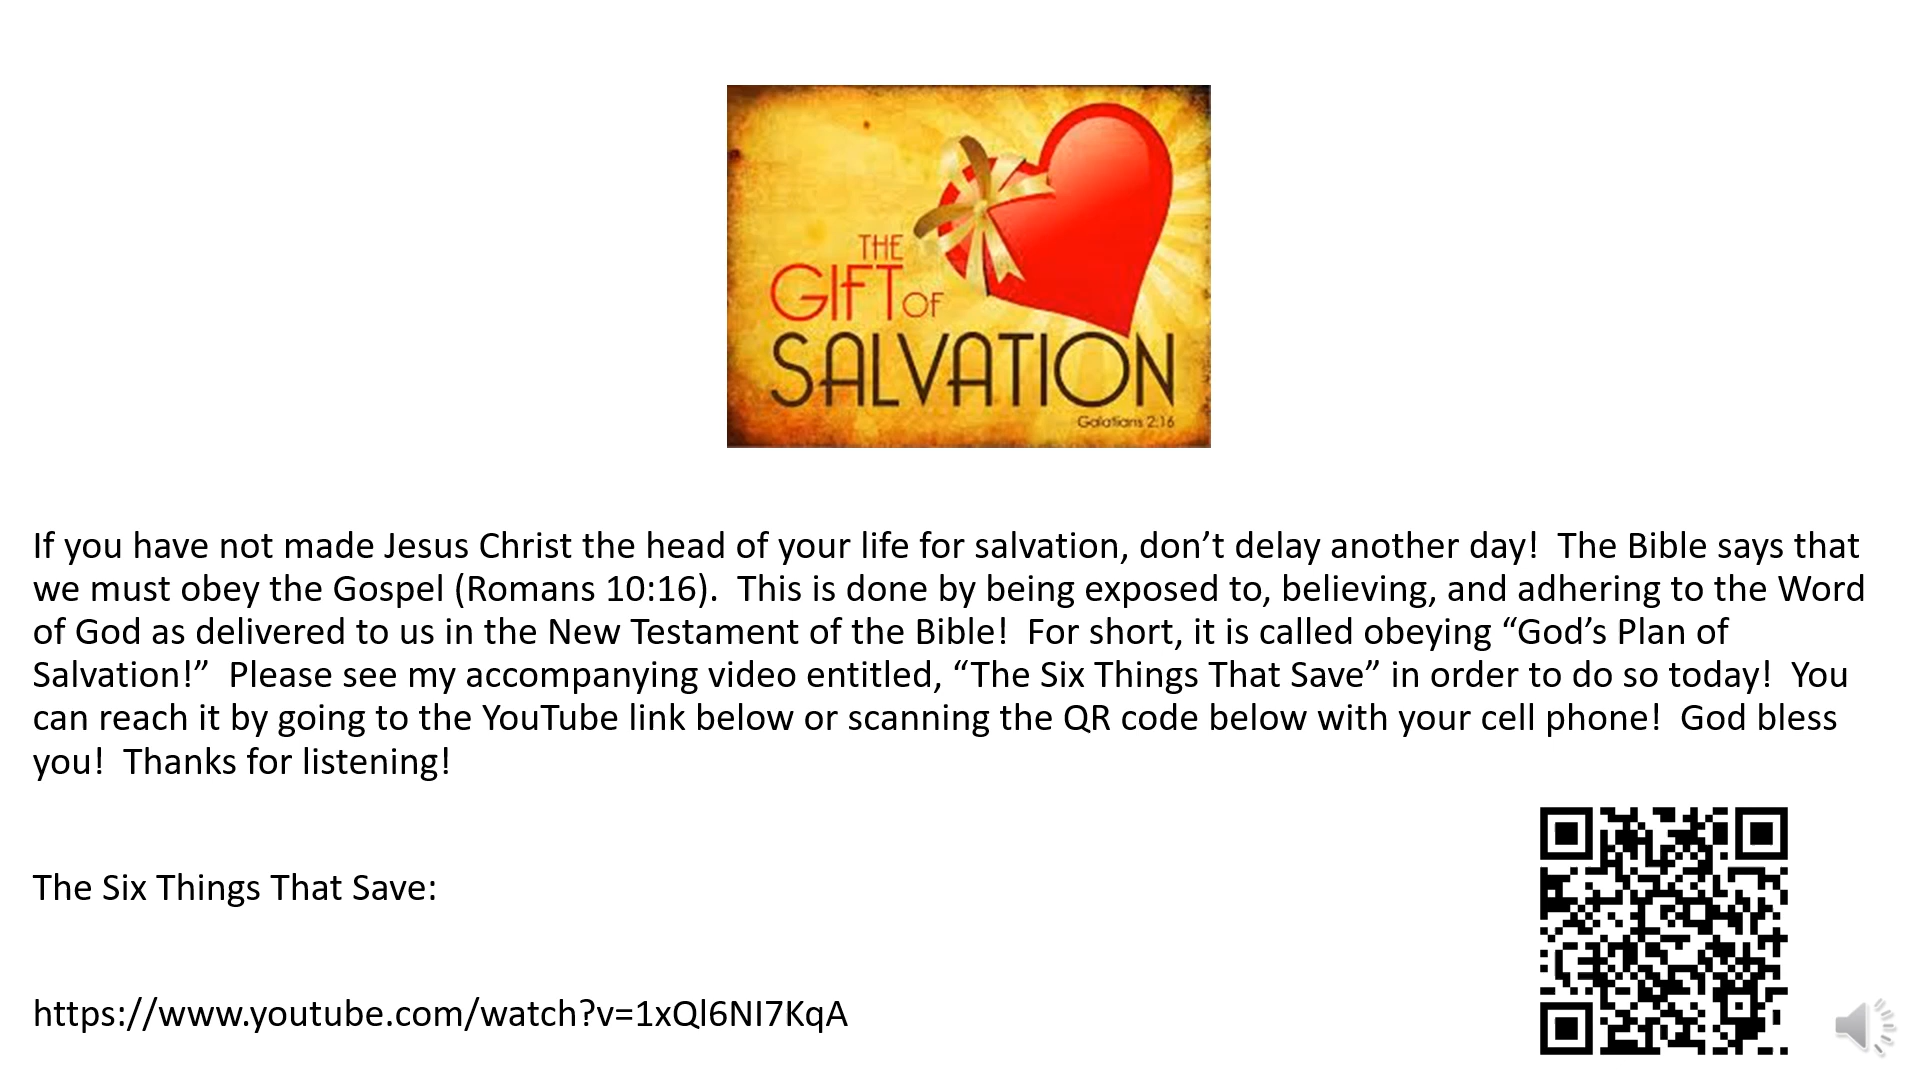 THE
GIFT OF
SALVATION
Galatians 2:16
If you have not made Jesus Christ the head of your life for salvation, don’t delay another day!  The Bible says that
we must obey the Gospel (Romans 10:16).  This is done by being exposed to, believing, and adhering to the Word
of God as delivered to us in the New Testament of the Bible!  For short, it is called obeying “God’s Plan of
Salvation!”  Please see my accompanying video entitled, “The Six Things That Save” in order to do so today!  You
can reach it by going to the YouTube link below or scanning the QR code below with your cell phone!  God bless
you!  Thanks for listening!
The Six Things That Save:
https://www.youtube.com/watch?v=1xQl6NI7KqA